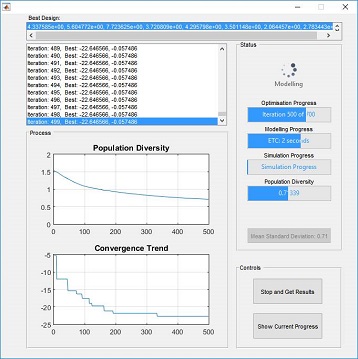 Best Design:
4.337585e+00, 5.604772e+00, 7.723625e+00, 3.720809e+00, 4.295798e+00, 3.501148e+00, 2.064457e+00, 2.783443e+00
Iteration: 489, Best: -22.646566, -0.057486
Iteration: 490, Best: -22.646566, -0.057486
Iteration: 491, Best: -22.646566, -0.057486
Iteration: 492, Best: -22.646566, -0.057486
Iteration: 493, Best: -22.646566, -0.057486
Iteration: 494, Best: -22.646566, -0.057486
Iteration: 495, Best: -22.646566, -0.057486
Iteration: 496, Best: -22.646566, -0.057486
Iteration: 497, Best: -22.646566, -0.057486
Iteration: 498, Best: -22.646566, -0.057486
Iteration: 499, Best: -22.646566, -0.057486
Process
Population Diversity
2
1.5
1
0.5
0
0 100 200 300 400 500
Convergence Trend
-5
-10
-15
-20
-25
0 100 200 300 400 500
Status
Modelling
Optimisation Progress
Iteration 500 of 700
Modelling Progress
ETC: 2 seconds
Simulation Progress
Simulation Progress
Population Diversity
Mean Standard Deviation: 0.71
Controls
Stop and Get Results
Show Current Progress